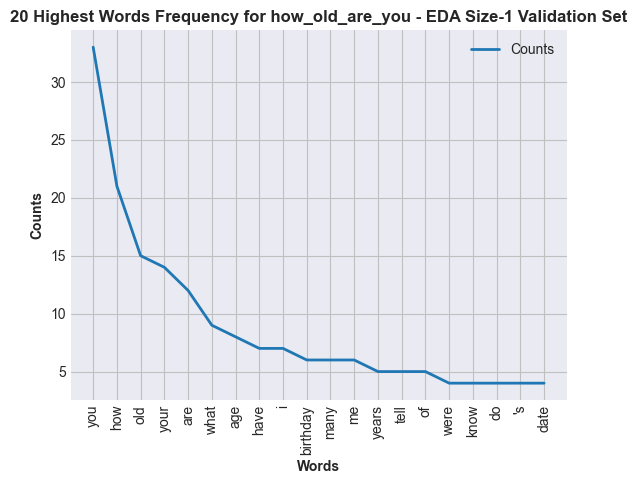 20 Highest Words Frequency for how_old_are_you - EDA Size-1 Validation Set
Counts
30
25
20
15
10
5
Counts
you
how
old
your
are
what
age
have
i
birthday
many
me
years
tell
of
were
know
do
's
date
Words